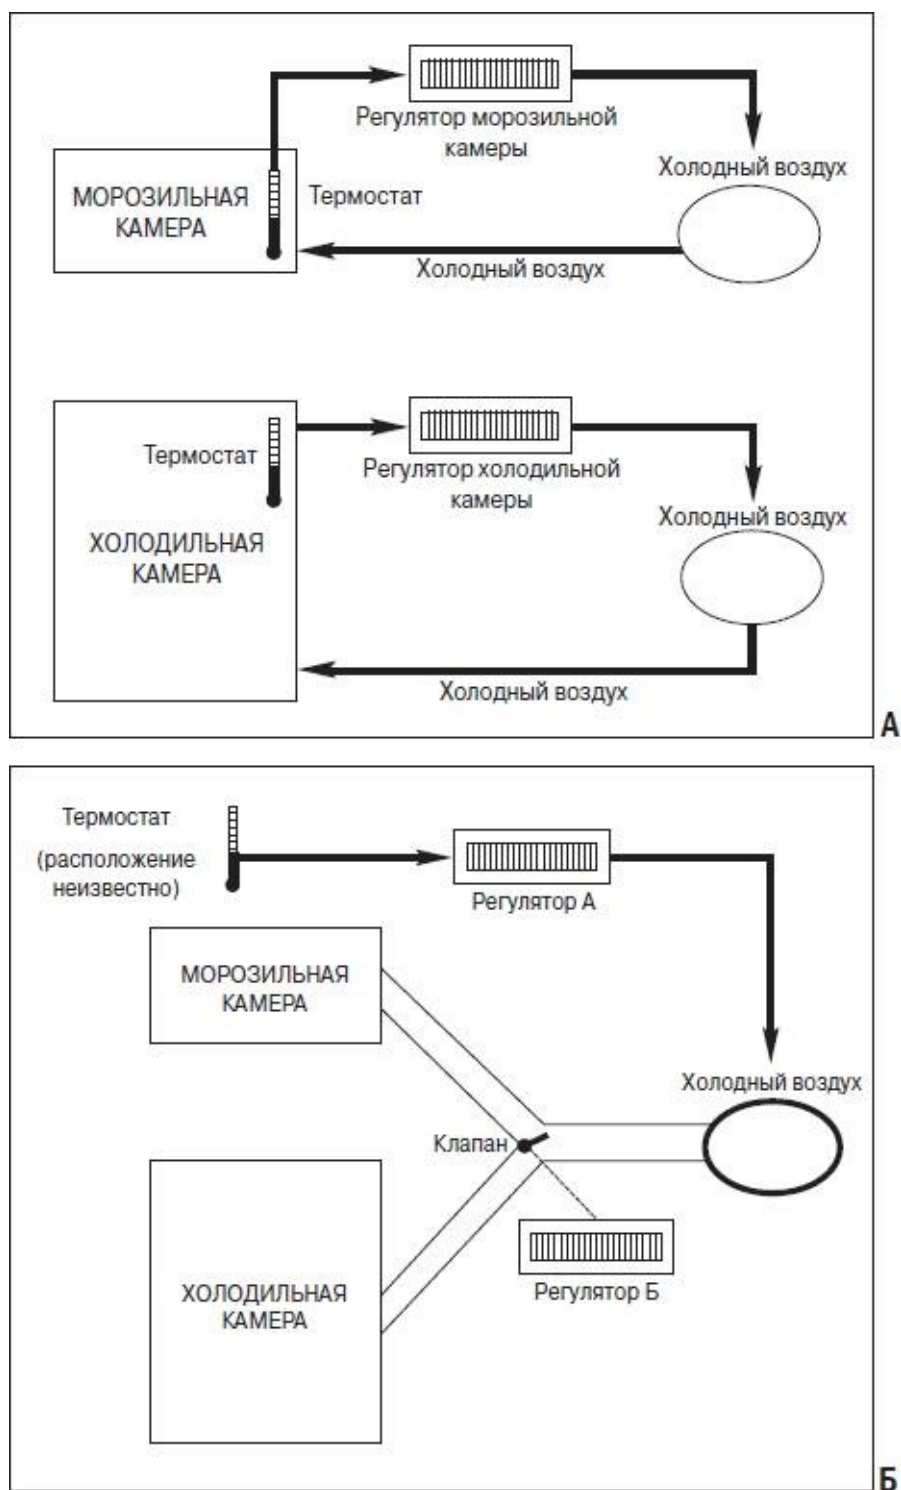 Регулятор морозильной
камеры
Холодный воздух
МОРОЗИЛЬНАЯ
КАМЕРА
Термостат
Холодный воздух
Термостат
Регулятор холодильной
камеры
Холодный воздух
ХОЛОДИЛЬНАЯ
КАМЕРА
Холодный воздух
А
Термостат
(расположение
неизвестно)
Регулятор А
МОРОЗИЛЬНАЯ
КАМЕРА
Холодный воздух
Клапан
Регулятор Б
ХОЛОДИЛЬНАЯ
КАМЕРА
Б